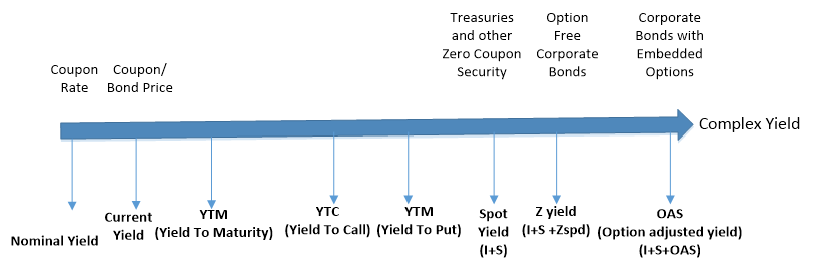 Coupon
Rate
Coupon/
Bond Price
Treasuries
and other
Zero Coupon
Security
Option
Free
Corporate
Bonds
Corporate
Bonds with
Embedded
Options
Complex Yield
Nominal Yield
Current
Yield
YTM
(Yield To Maturity)
YTC
(Yield To Call)
YTM
(Yield To Put)
Spot
Yield
(I+S)
Z yield
(I+S +Zspd)
OAS
(Option adjusted yield)
(I+S+OAS)